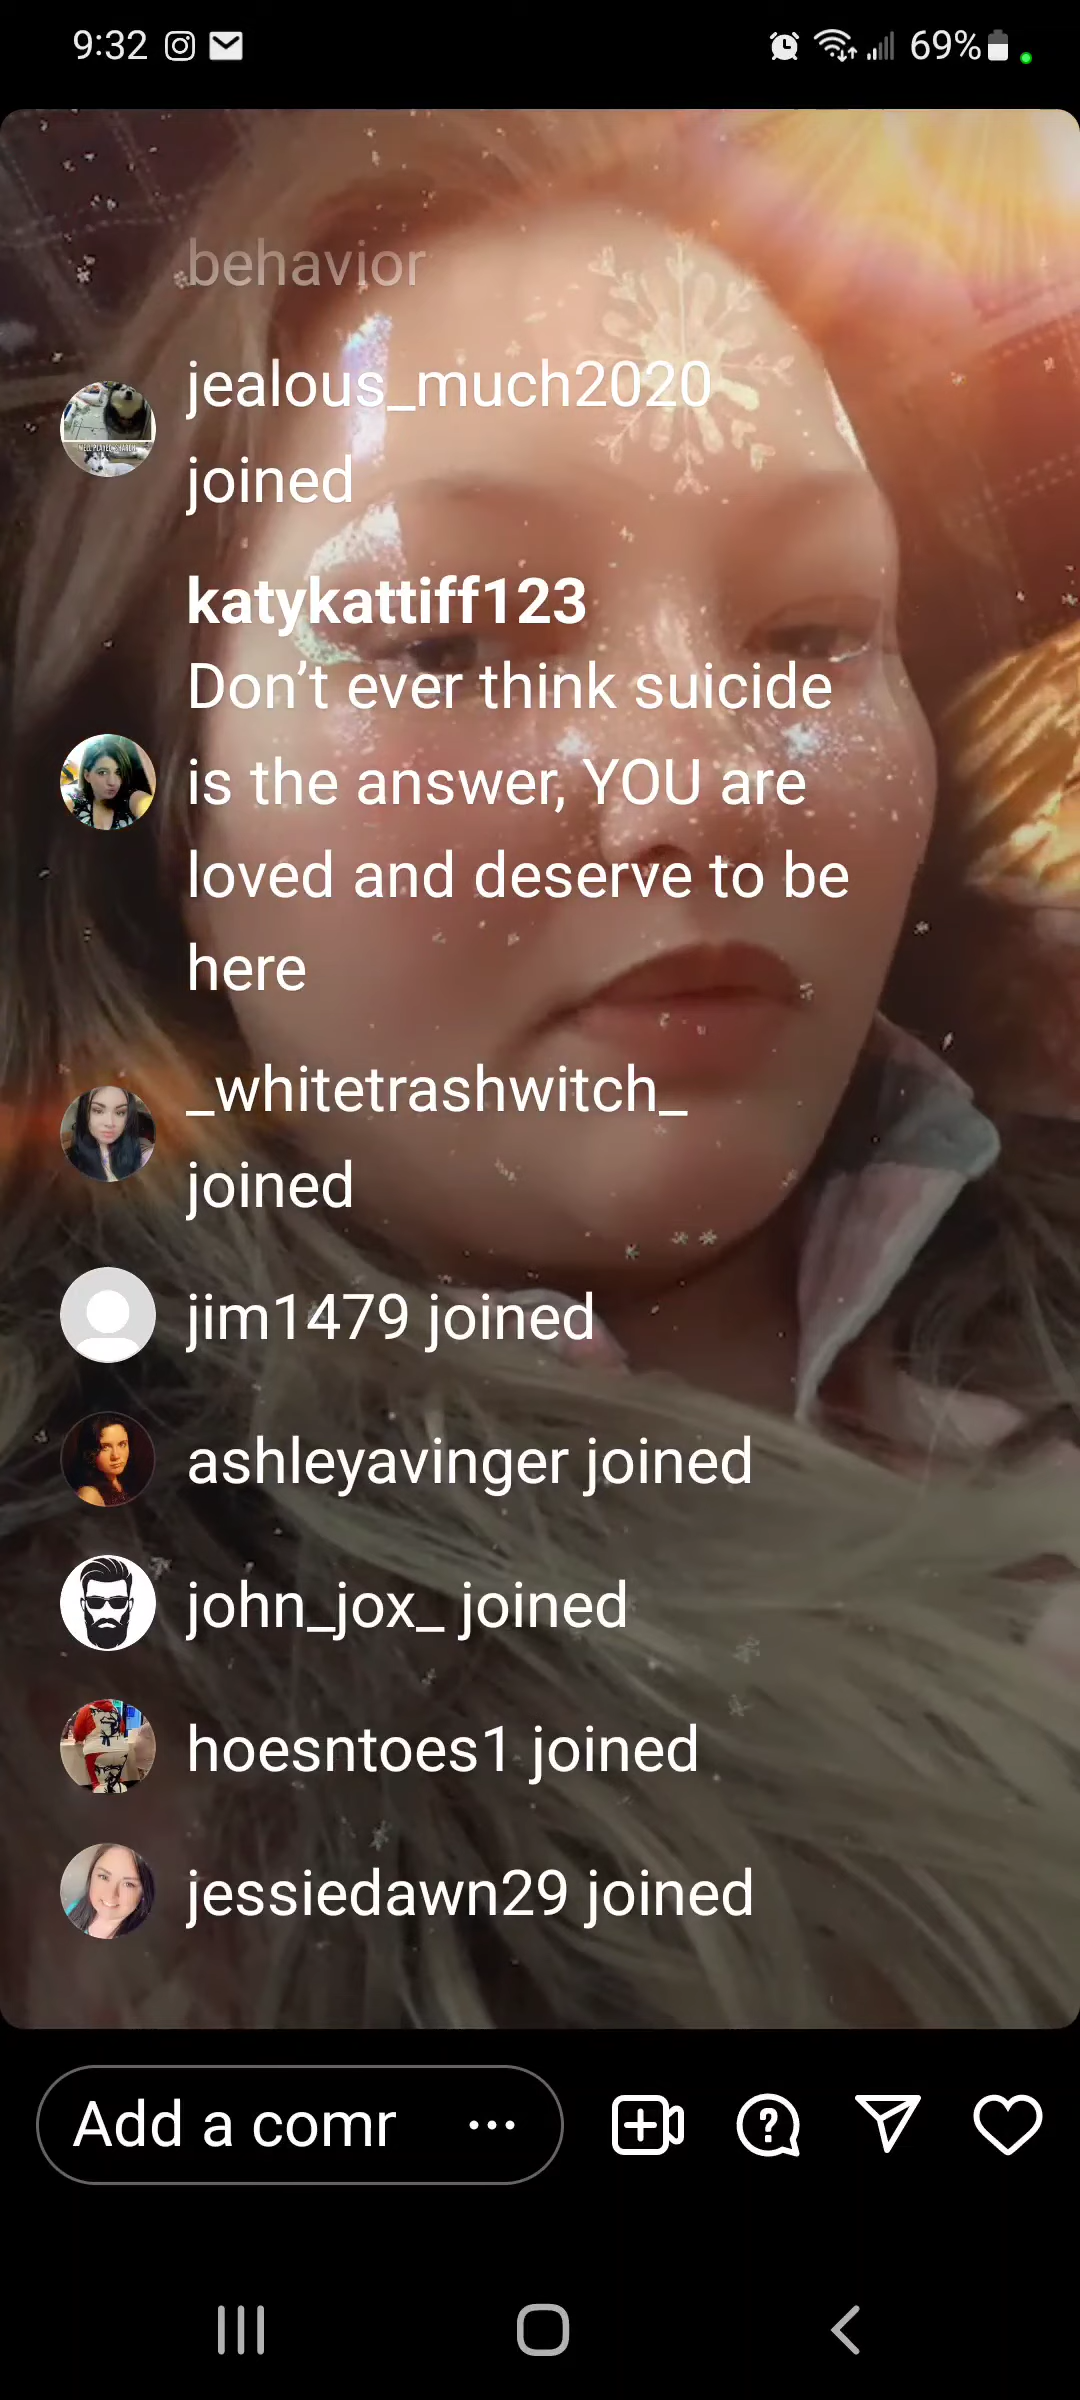 9:32
69%
behavior
jealous_much2020
joined
katykattiff123
Don’t ever think suicide
is the answer, YOU are
loved and deserve to be
here
_whitetrashwitch_
joined
jim1479 joined
ashleyavinger joined
john_jox_ joined
hoesntoes1 joined
jessiedawn29 joined
Add a comr